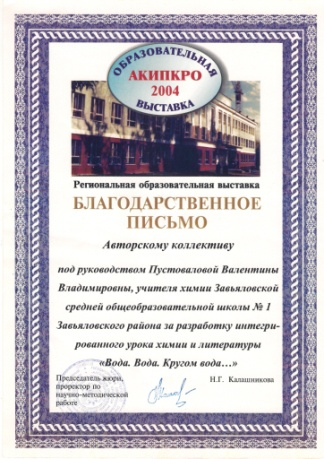 ОБРАЗОВАТЕЛЬНАЯ
АКИПКРО
2004
ВЫСТАВКА
Региональная образовательная выставка
БЛАГОДАРСТВЕННОЕ
ПИСЬМО
Авторскому коллективу
под руководством Пустоваловой Валентины
Владимировны, учителя химии Завьяловской
средней общеобразовательной школы № 1
Завьяловского района за разработку интегри-
рованного урока химии и литературы
«Вода. Вода. Кругом вода…»
Председатель жюри,
проректор по
научно-методической
работе
Н.Г. Калашникова